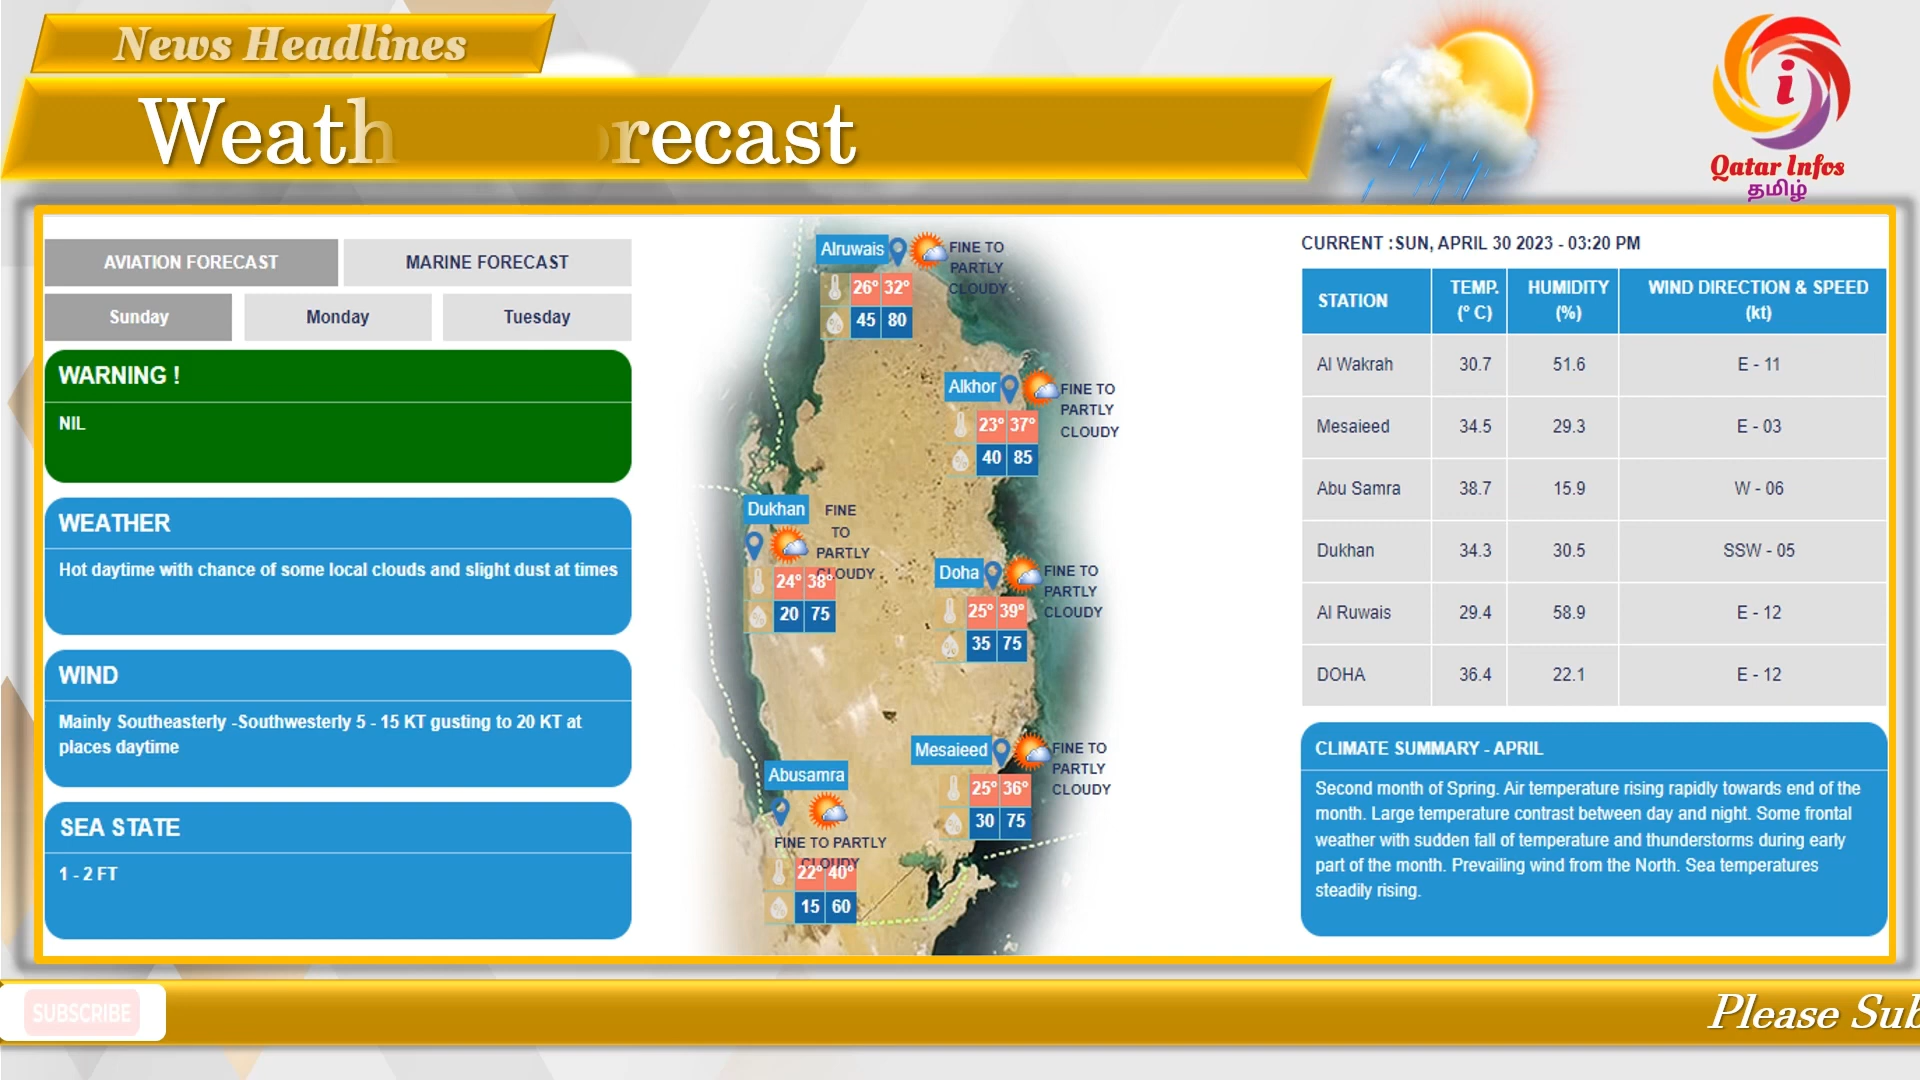 News Headlines
Weath recast
Qatar Infos
தமிழ்
AVIATION FORECAST
MARINE FORECAST
Sunday
Monday
Tuesday
WARNING !
NIL
WEATHER
Hot daytime with chance of some local clouds and slight dust at times
WIND
Mainly Southeasterly -Southwesterly 5 - 15 KT gusting to 20 KT at
places daytime
SEA STATE
1 - 2 FT
Alruwais
FINE TO
PARTLY
CLOUDY
26° 32°
45 80
Alkhor
FINE TO
PARTLY
CLOUDY
23° 37°
40 85
Dukhan
FINE
TO
PARTLY
CLOUDY
24° 38°
20 75
Doha
FINE TO
PARTLY
CLOUDY
25° 39°
35 75
Mesaieed
FINE TO
PARTLY
CLOUDY
25° 36°
30 75
Abusamra
FINE TO PARTLY
CLOUDY
22° 40°
15 60
CURRENT :SUN, APRIL 30 2023 - 03:20 PM
STATION TEMP. (° C) HUMIDITY (%) WIND DIRECTION & SPEED (kt)
Al Wakrah 30.7 51.6 E - 11
Mesaieed 34.5 29.3 E - 03
Abu Samra 38.7 15.9 W - 06
Dukhan 34.3 30.5 SSW - 05
Al Ruwais 29.4 58.9 E - 12
DOHA 36.4 22.1 E - 12
CLIMATE SUMMARY - APRIL
Second month of Spring. Air temperature rising rapidly towards end of the
month. Large temperature contrast between day and night. Some frontal
weather with sudden fall of temperature and thunderstorms during early
part of the month. Prevailing wind from the North. Sea temperatures
steadily rising.
SUBSCRIBE
Please Sub